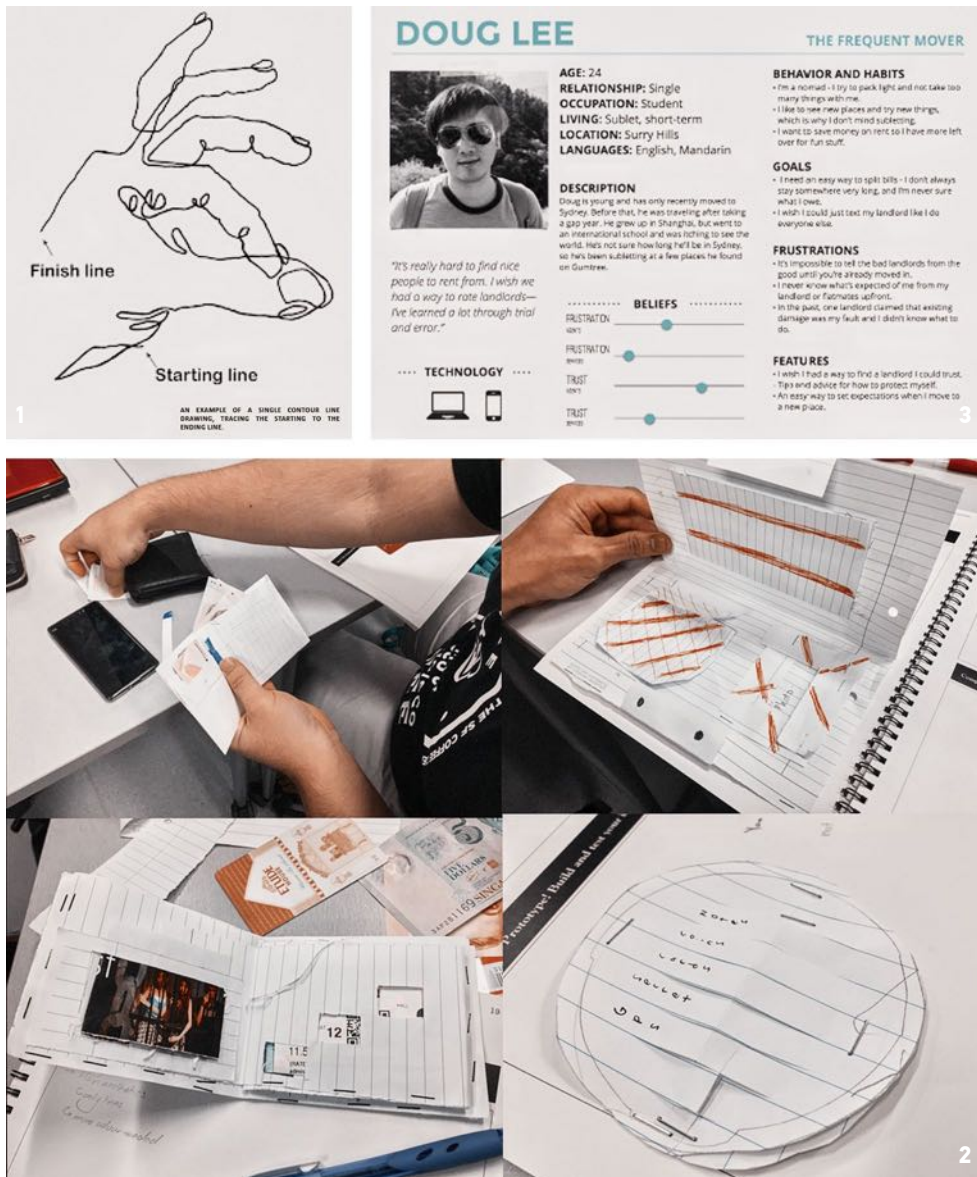 Finish line
Starting line
1
AN EXAMPLE OF A SINGLE CONTOUR LINE
DRAWING, TRACING THE STARTING TO THE
ENDING LINE.
DOUG LEE
THE FREQUENT MOVER
"It's really hard to find nice
people to rent from. I wish we
had a way to rate landlords—
I've learned a lot through trial
and error."
TECHNOLOGY
AGE: 24
RELATIONSHIP: Single
OCCUPATION: Student
LIVING: Sublet, short-term
LOCATION: Surry Hills
LANGUAGES: English, Mandarin
DESCRIPTION
Doug is young and has only recently moved to
Sydney. Before that, he was traveling after taking
a gap year. He grew up in Shanghai, but went to
an international school and was itching to see the
world. He's not sure how long he'll be in Sydney,
so he's been subletting at a few places he found
on Gumtree.
BELIEFS
FRUSTRATION
FRUSTRATION
TRUST
TRUST
BEHAVIOR AND HABITS
• I'm a nomad - I try to pack light and not take too
many things with me.
• I like to see new places and try new things,
which is why I don't mind subletting.
• I want to save money on rent so I have more left
over for fun stuff.
GOALS
• I need an easy way to split bills - I don't always
stay somewhere very long, and I'm never sure
what I owe.
• I wish I could just text my landlord like I do
everyone else.
FRUSTRATIONS
• It's impossible to tell the bad landlords from the
good until you're already moved in.
• I never know what's expected of me from my
landlord or flatmates upfront.
• In the past, one landlord claimed that existing
damage was my fault and I didn't know what to
do.
FEATURES
• I wish I had a way to find a landlord I could trust.
- Tips and advice for how to protect myself.
• An easy way to set expectations when I move to
a new place.
3
THE SF COFFEE
ETUDE
HOUSE
5
FIVE
DOLLARS
SINGA
12
11.5
Prototype! Build and test your
2